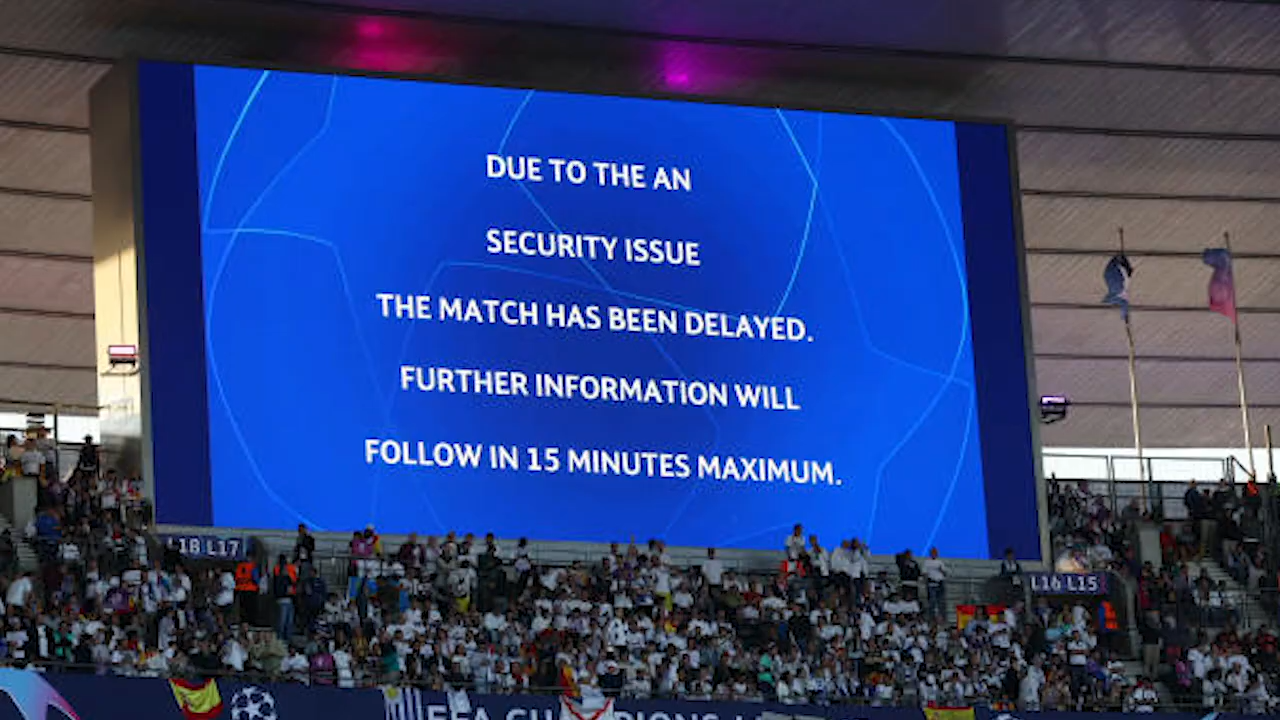 DUE TO THE AN
SECURITY ISSUE
THE MATCH HAS BEEN DELAYED.
FURTHER INFORMATION WILL
FOLLOW IN 15 MINUTES MAXIMUM.
L18 L17
L16 L15